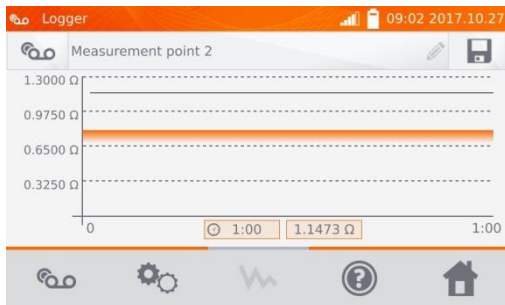 Logger 09:02 2017.10.27
Measurement point 2
1.3000 Ω
0.9750 Ω
0.6500 Ω
0.3250 Ω
0 1:00 1.1473 Ω 1:00
?